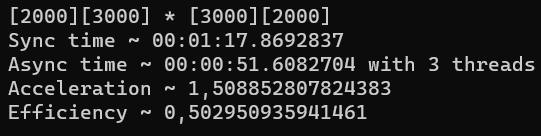 [2000][3000] * [3000][2000]
Sync time ~ 00:01:17.8692837
Async time ~ 00:00:51.6082704 with 3 threads
Acceleration ~ 1,508852807824383
Efficiency ~ 0,502950935941461